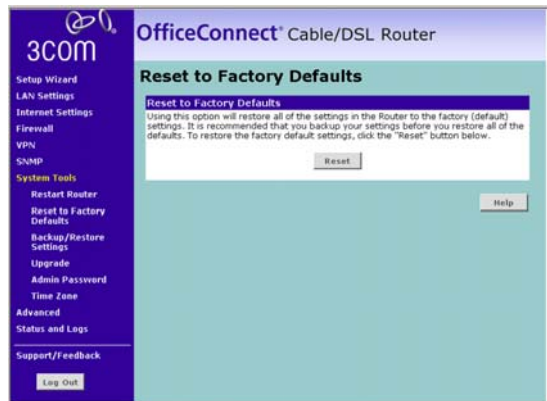 3COM
OfficeConnect® Cable/DSL Router
Setup Wizard
LAN Settings
Internet Settings
Firewall
VPN
SNMP
System Tools
Restart Router
Reset to Factory
Defaults
Backup/Restore
Settings
Upgrade
Admin Password
Time Zone
Advanced
Status and Logs
Support/Feedback
Log Out
Reset to Factory Defaults
Reset to Factory Defaults
Using this option will restore all of the settings in the Router to the factory (default)
settings. It is recommended that you backup your settings before you restore all of the
defaults. To restore the factory default settings, click the "Reset" button below.
Reset
Help